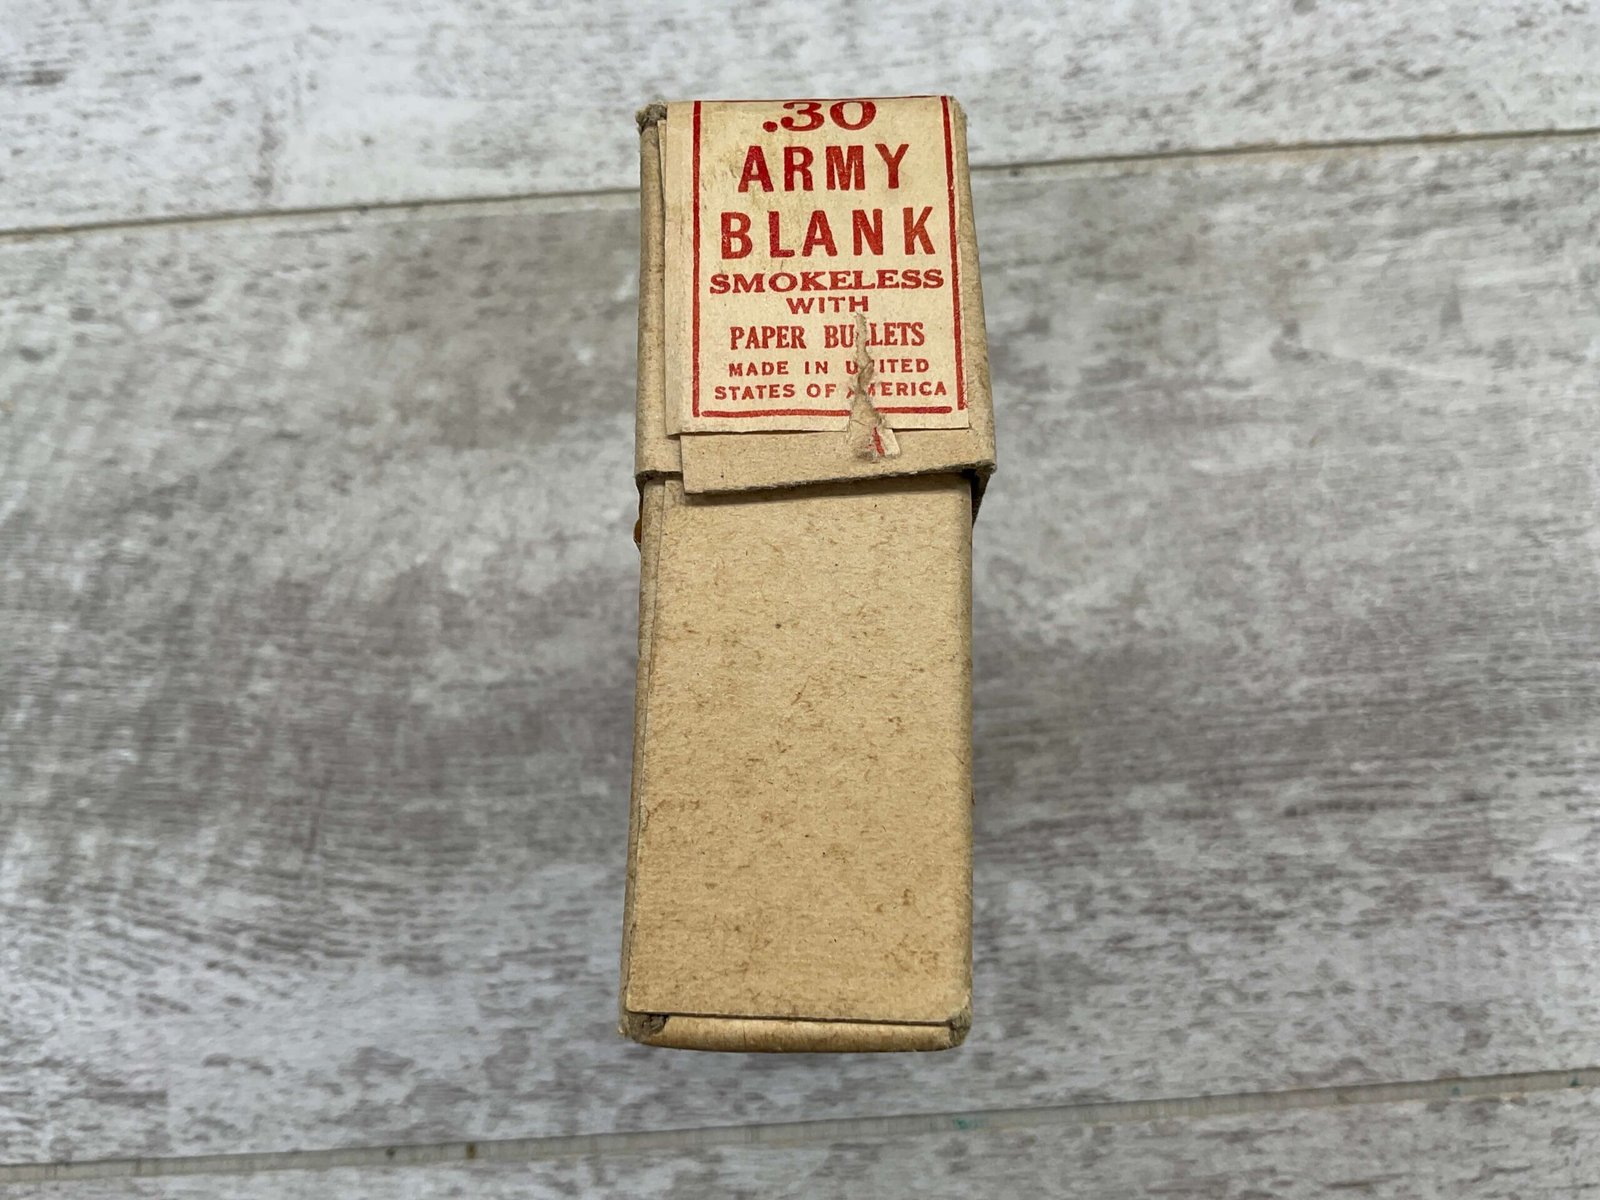 .30
ARMY
BLANK
SMOKELESS
WITH
PAPER BULLETS
MADE IN UNITED
STATES OF AMERICA